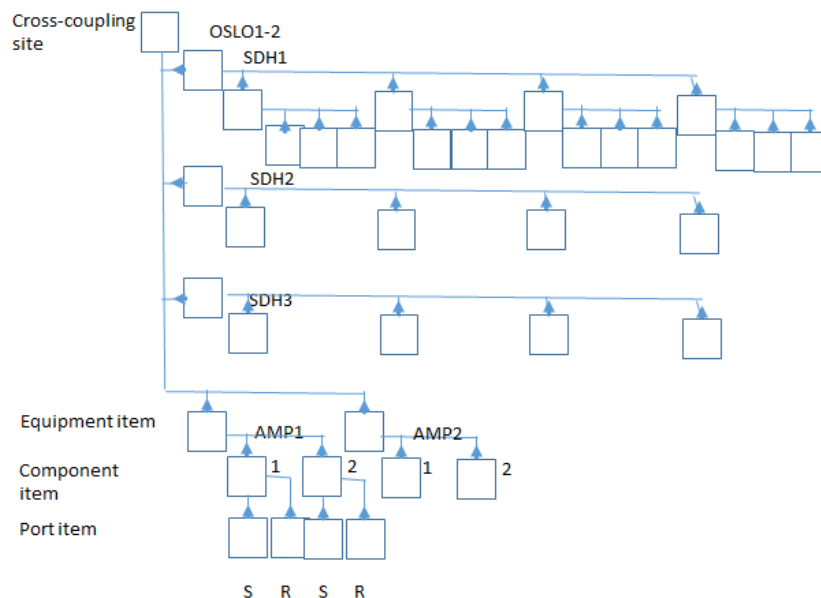 Cross-coupling
site
OSLO1-2
SDH1
SDH2
SDH3
Equipment item
AMP1
AMP2
Component
item
1
2
1
2
Port item
S
R
S
R